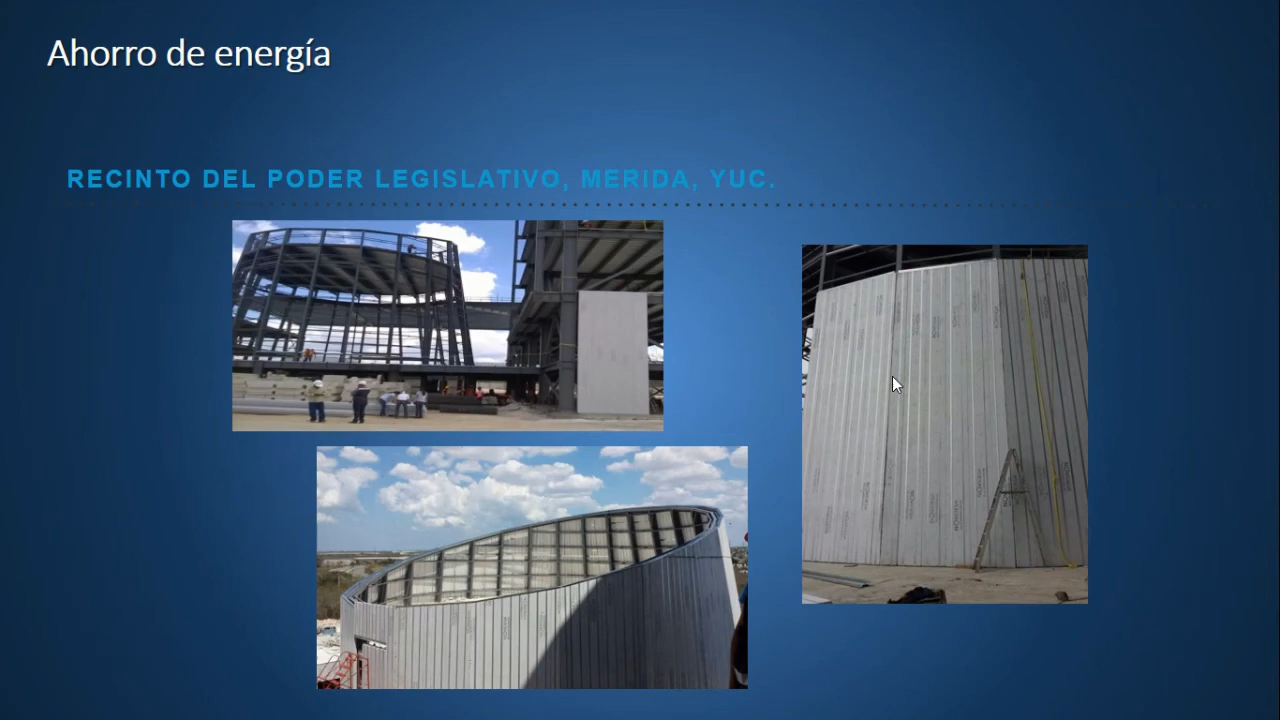 Ahorro de energía
RECINTO DEL PODER LEGISLATIVO, MERIDA, YUC.